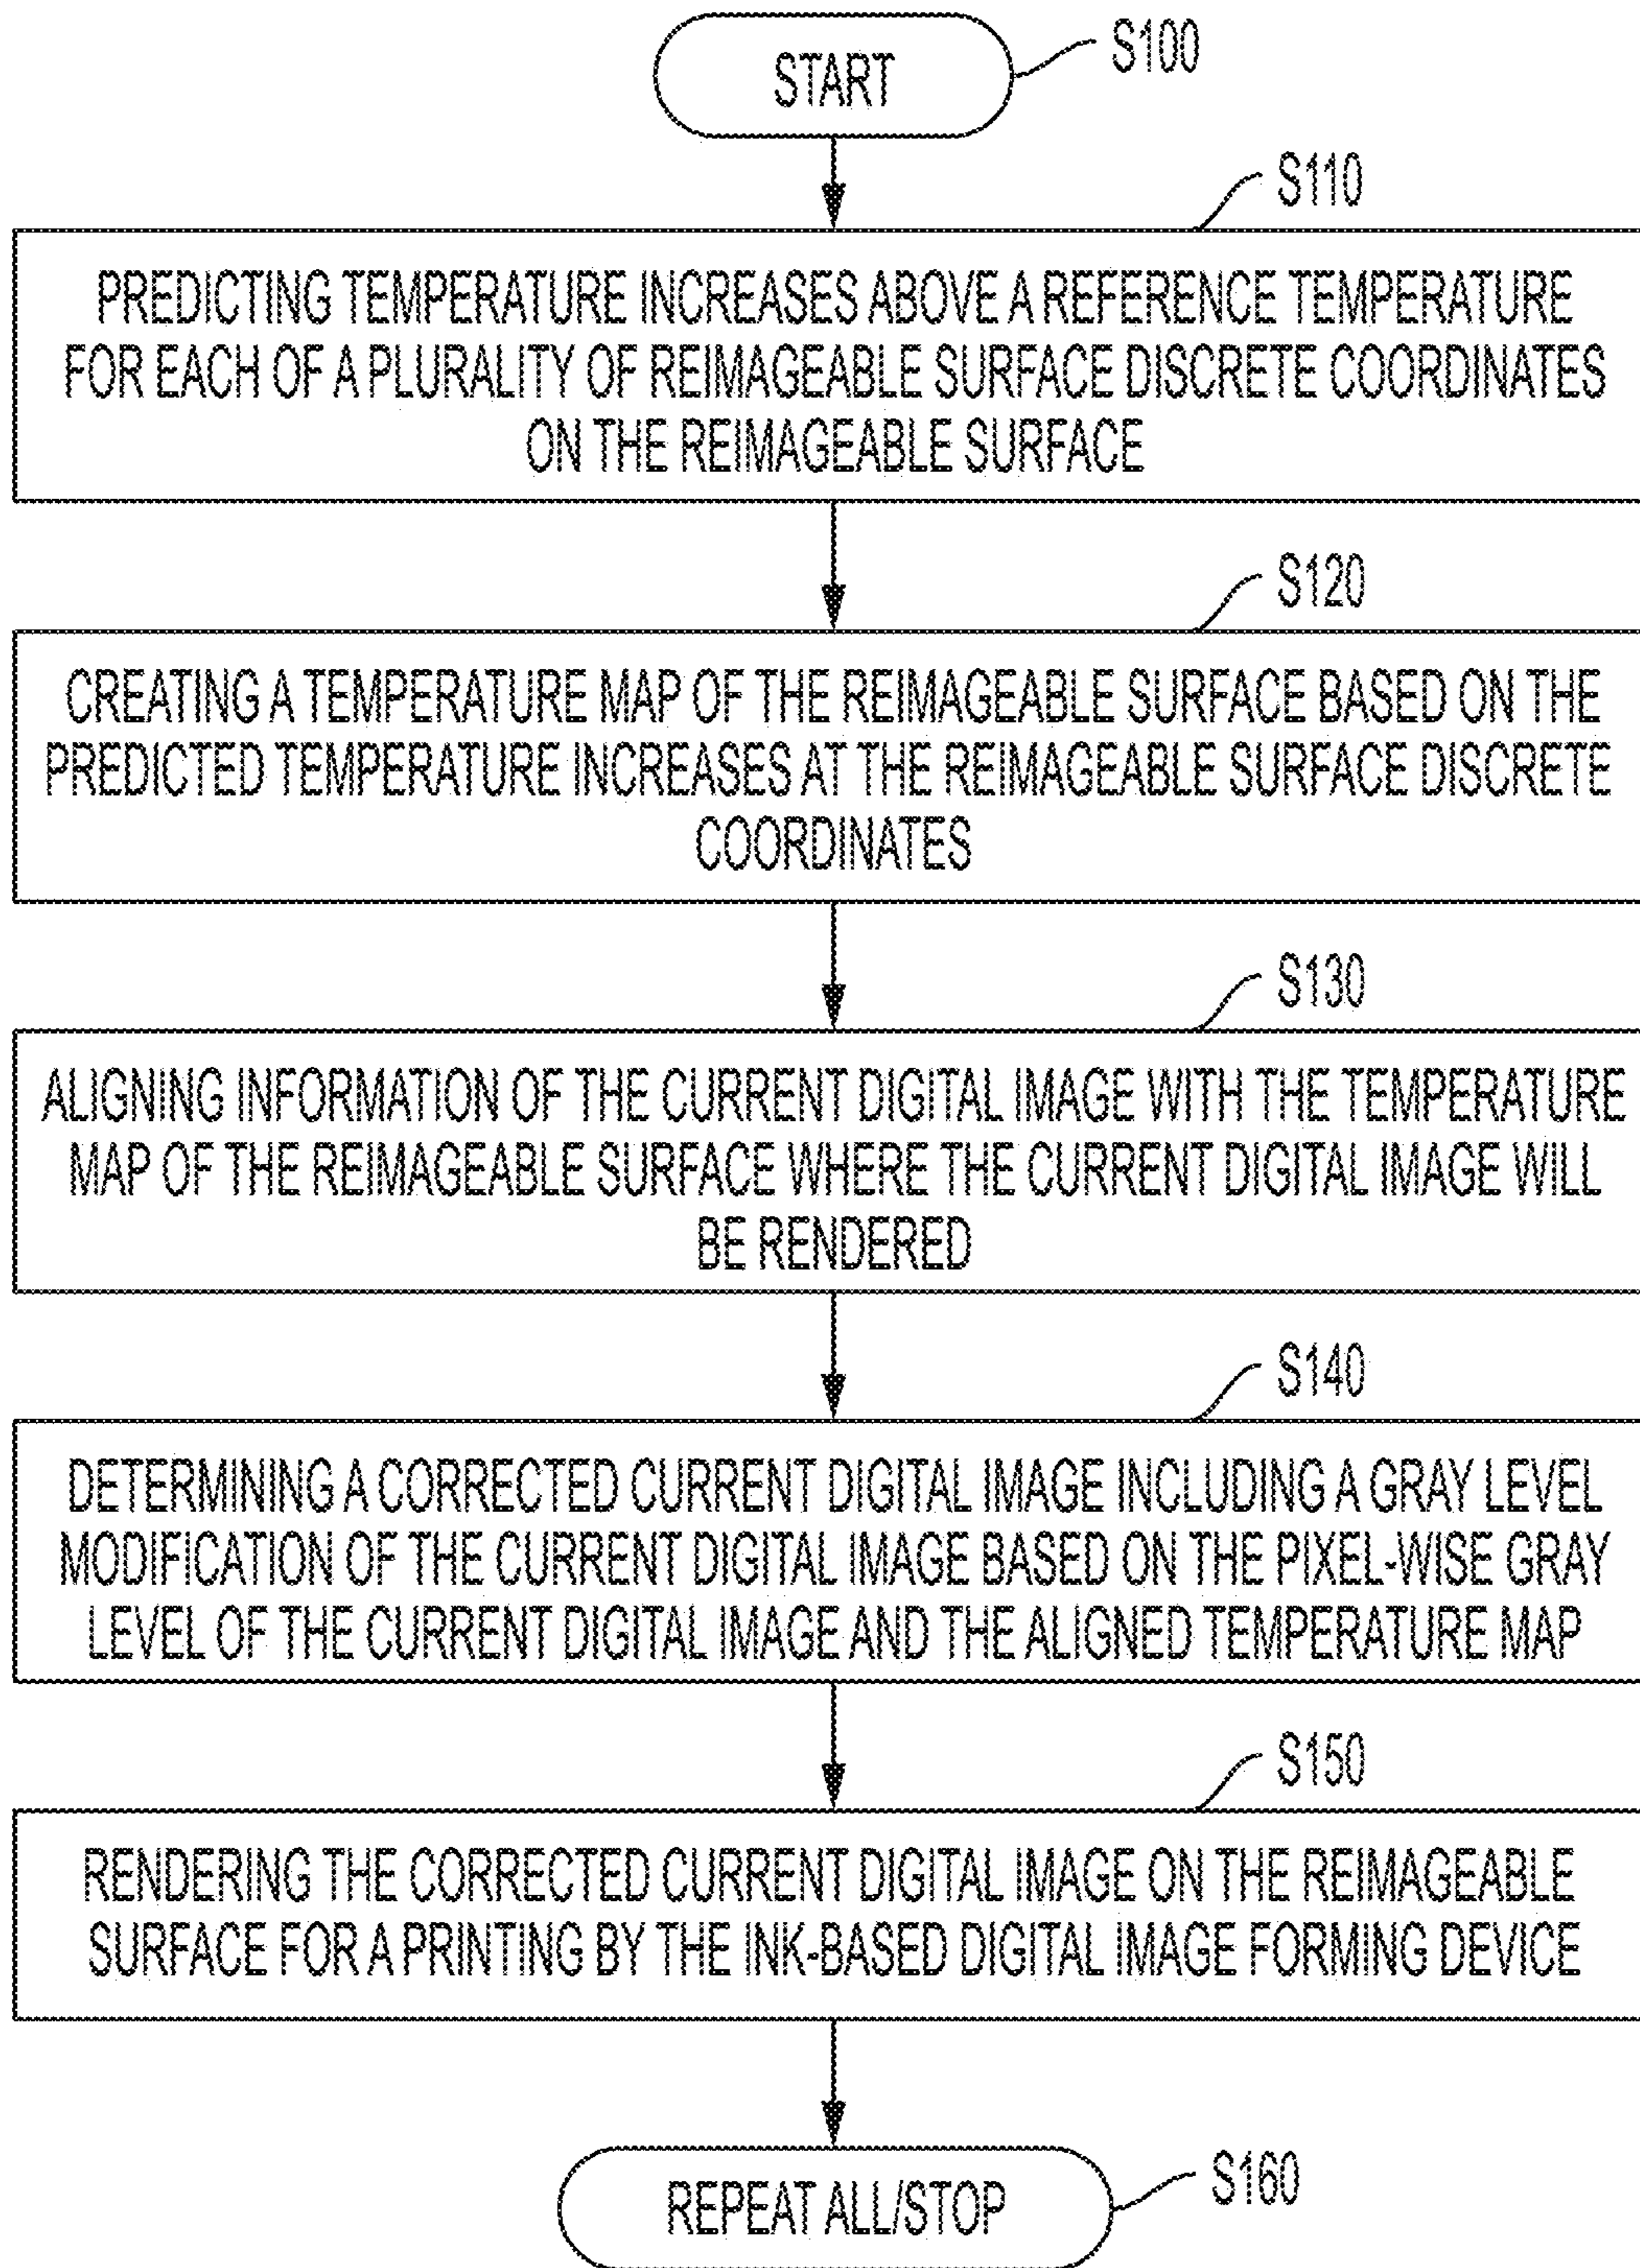 START
S100
S110
PREDICTING TEMPERATURE INCREASES ABOVE A REFERENCE TEMPERATURE
FOR EACH OF A PLURALITY OF REIMAGEABLE SURFACE DISCRETE COORDINATES
ON THE REIMAGEABLE SURFACE
S120
CREATING A TEMPERATURE MAP OF THE REIMAGEABLE SURFACE BASED ON THE
PREDICTED TEMPERATURE INCREASES AT THE REIMAGEABLE SURFACE DISCRETE
COORDINATES
S130
ALIGNING INFORMATION OF THE CURRENT DIGITAL IMAGE WITH THE TEMPERATURE
MAP OF THE REIMAGEABLE SURFACE WHERE THE CURRENT DIGITAL IMAGE WILL
BE RENDERED
S140
DETERMINING A CORRECTED CURRENT DIGITAL IMAGE INCLUDING A GRAY LEVEL
MODIFICATION OF THE CURRENT DIGITAL IMAGE BASED ON THE PIXEL-WISE GRAY
LEVEL OF THE CURRENT DIGITAL IMAGE AND THE ALIGNED TEMPERATURE MAP
S150
RENDERING THE CORRECTED CURRENT DIGITAL IMAGE ON THE REIMAGEABLE
SURFACE FOR A PRINTING BY THE INK-BASED DIGITAL IMAGE FORMING DEVICE
REPEAT ALL/STOP
S160